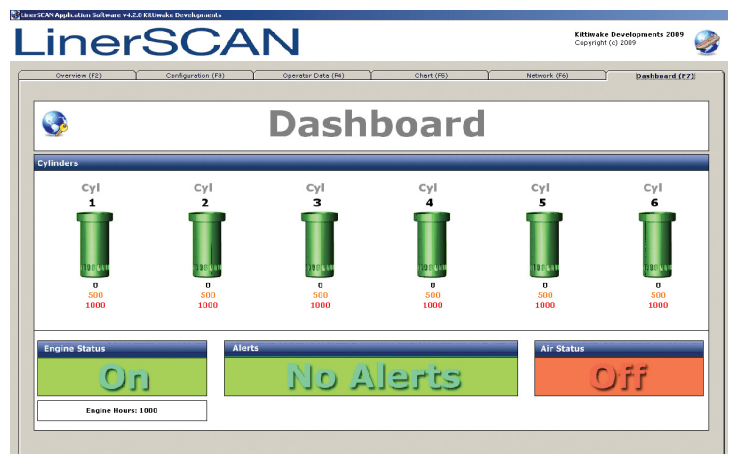 LinerSCAN Application Software v4.2.0 Kittiwake Developments
LinerSCAN
Kittiwake Developments 2009
Copyright (c) 2009
Overview (F2) Configuration (F3) Operator Data (F4) Chart (F5) Network (F6) Dashboard (F7)
Dashboard
Cylinders
Cyl Cyl Cyl Cyl Cyl Cyl
1 2 3 4 5 6
0 0 0 0 0 0
500 500 500 500 500 500
1000 1000 1000 1000 1000 1000
Engine Status Alerts Air Status
On No Alerts Off
Engine Hours: 1000